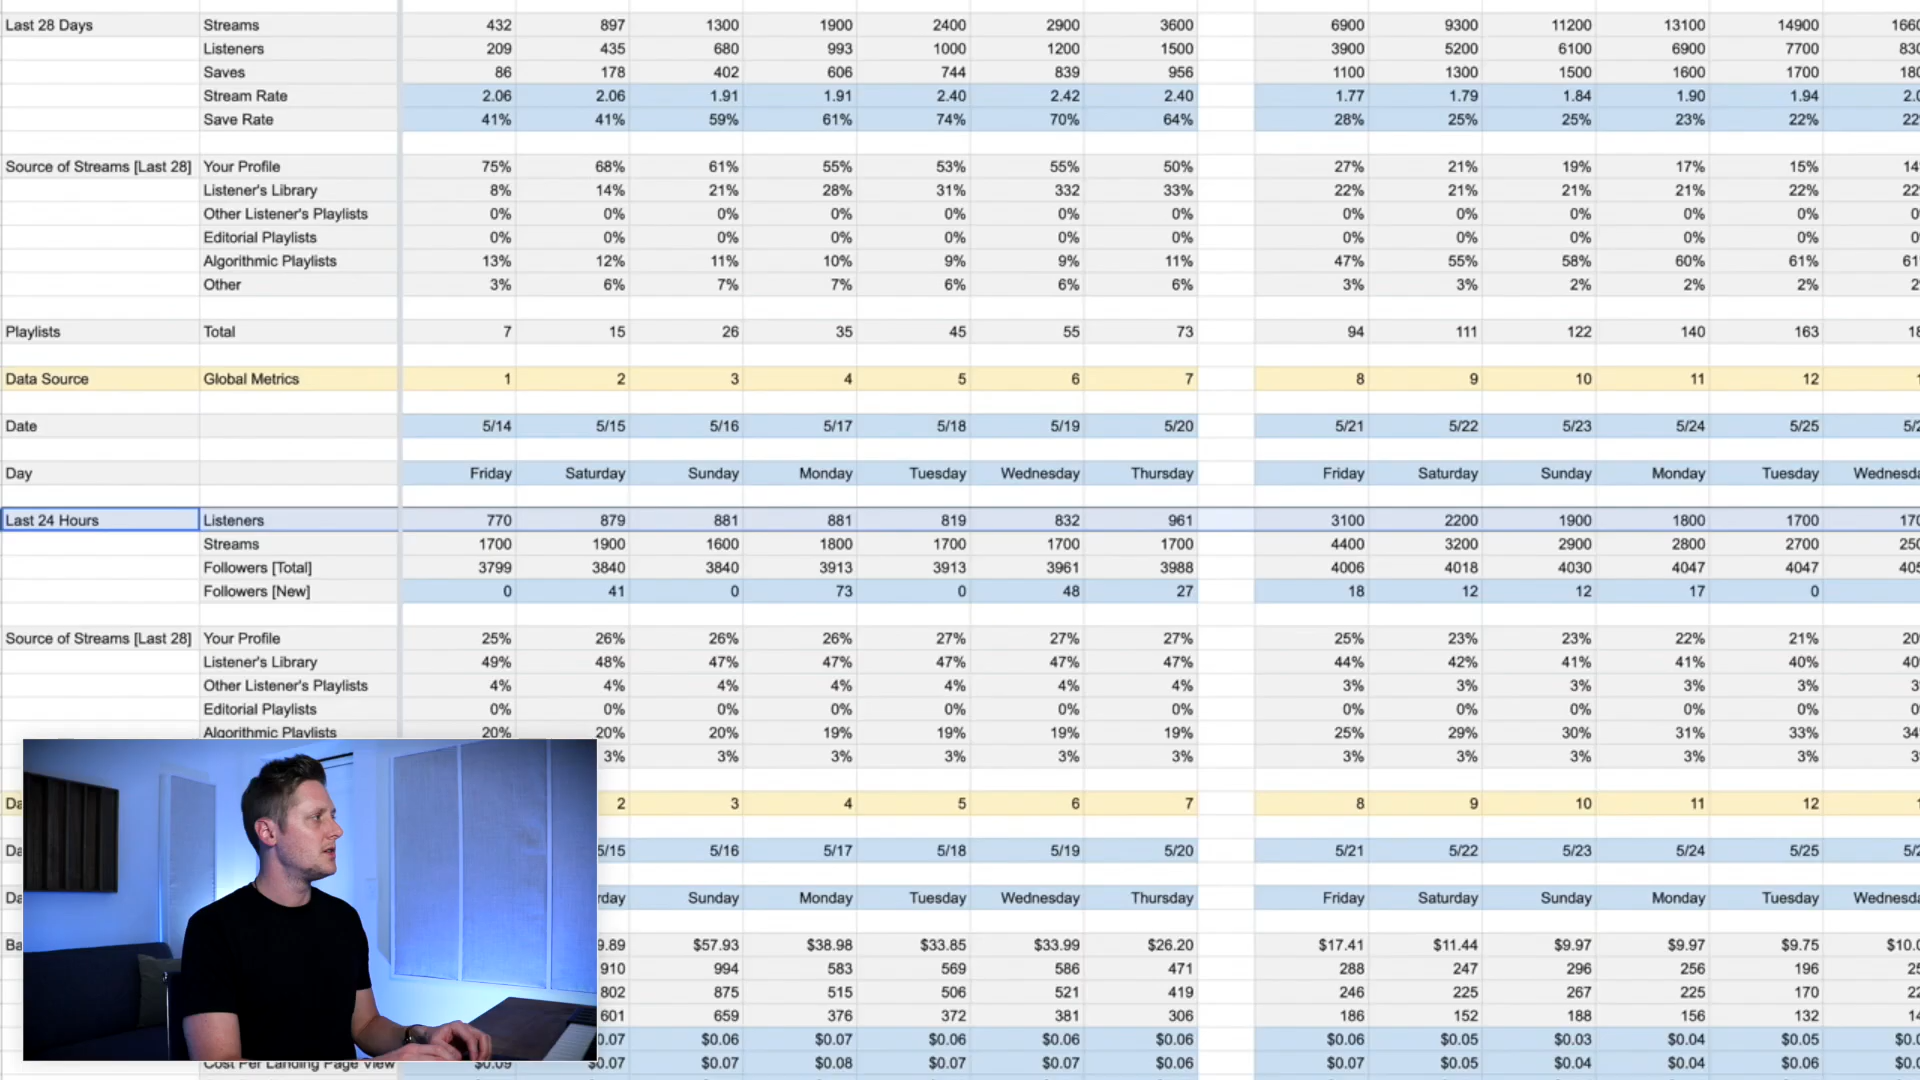 Last 28 Days Streams 432 897 1300 1900 2400 2900 3600 6900 9300 11200 13100 14900
Listeners 209 435 680 993 1000 1200 1500 3900 5200 6100 6900 7700
Saves 86 178 402 606 744 839 956 1100 1300 1500 1600 1700
Stream Rate 2.06 2.06 1.91 1.91 2.40 2.42 2.40 1.77 1.79 1.84 1.90 1.94
Save Rate 41% 41% 59% 61% 74% 70% 64% 28% 25% 25% 23% 22%
Source of Streams [Last 28] Your Profile 75% 68% 61% 55% 53% 55% 50% 27% 21% 19% 17% 15%
Listener's Library 8% 14% 21% 28% 31% 332 33% 22% 21% 21% 21% 22%
Other Listener's Playlists 0% 0% 0% 0% 0% 0% 0% 0% 0% 0% 0% 0%
Editorial Playlists 0% 0% 0% 0% 0% 0% 0% 0% 0% 0% 0% 0%
Algorithmic Playlists 13% 12% 11% 10% 9% 9% 11% 47% 55% 58% 60% 61%
Other 3% 6% 7% 7% 6% 6% 6% 3% 3% 2% 2% 2%
Playlists Total 7 15 26 35 45 55 73 94 111 122 140 163
Data Source Global Metrics 1 2 3 4 5 6 7 8 9 10 11 12
Date 5/14 5/15 5/16 5/17 5/18 5/19 5/20 5/21 5/22 5/23 5/24 5/25
Day Friday Saturday Sunday Monday Tuesday Wednesday Thursday Friday Saturday Sunday Monday Tuesday
Last 24 Hours Listeners 770 879 881 881 819 832 961 3100 2200 1900 1800 1700
Streams 1700 1900 1600 1800 1700 1700 1700 4400 3200 2900 2800 2700
Followers [Total] 3799 3840 3840 3913 3913 3961 3988 4006 4018 4030 4047 4047
Followers [New] 0 41 0 73 0 48 27 18 12 12 17 0
Source of Streams [Last 28] Your Profile 25% 26% 26% 26% 27% 27% 27% 25% 23% 23% 22% 21%
Listener's Library 49% 48% 47% 47% 47% 47% 47% 44% 42% 41% 41% 40%
Other Listener's Playlists 4% 4% 4% 4% 4% 4% 4% 3% 3% 3% 3% 3%
Editorial Playlists 0% 0% 0% 0% 0% 0% 0% 0% 0% 0% 0% 0%
Algorithmic Playlists 20% 20% 20% 19% 19% 19% 19% 25% 29% 30% 31% 33%
3% 3% 3% 3% 3% 3% 3% 3% 3% 3% 3%
2 3 4 5 6 7 8 9 10 11 12
5/15 5/16 5/17 5/18 5/19 5/20 5/21 5/22 5/23 5/24 5/25
Sunday Monday Tuesday Wednesday Thursday Friday Saturday Sunday Monday Tuesday
$57.93 $38.98 $33.85 $33.99 $26.20 $17.41 $11.44 $9.97 $9.97 $9.75
910 994 583 569 586 471 288 247 296 256 196
802 875 515 506 521 419 246 225 267 225 170
601 659 376 372 381 306 186 152 188 156 132
$0.06 $0.07 $0.06 $0.06 $0.06 $0.06 $0.05 $0.03 $0.04 $0.05
Cost Per Landing Page View $0.09 $0.07 $0.07 $0.08 $0.07 $0.07 $0.06 $0.07 $0.05 $0.04 $0.04 $0.06